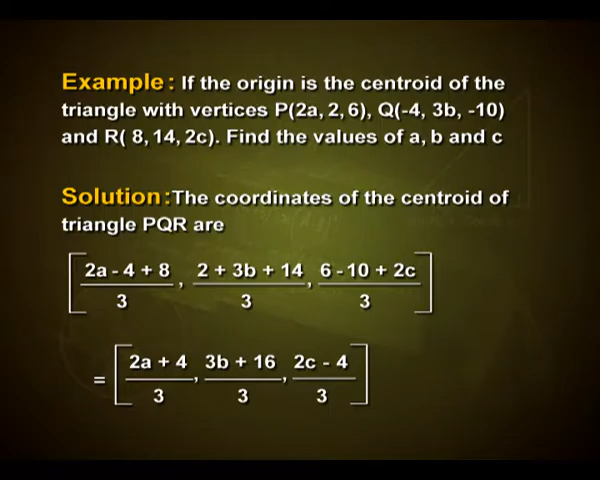 Example : If the origin is the centroid of the
triangle with vertices P(2a, 2, 6), Q(-4, 3b, -10)
and R( 8, 14, 2c). Find the values of a, b and c
Solution :The coordinates of the centroid of
triangle PQR are
[ (2a - 4 + 8)/3 , (2 + 3b + 14)/3 , (6 - 10 + 2c)/3 ]
= [ (2a + 4)/3 , (3b + 16)/3 , (2c - 4)/3 ]